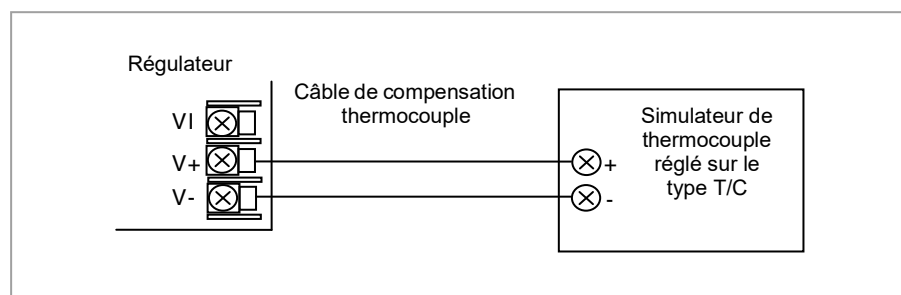 Régulateur
Câble de compensation
thermocouple
VI
V+
V-
+
-
Simulateur de
thermocouple
réglé sur le
type T/C